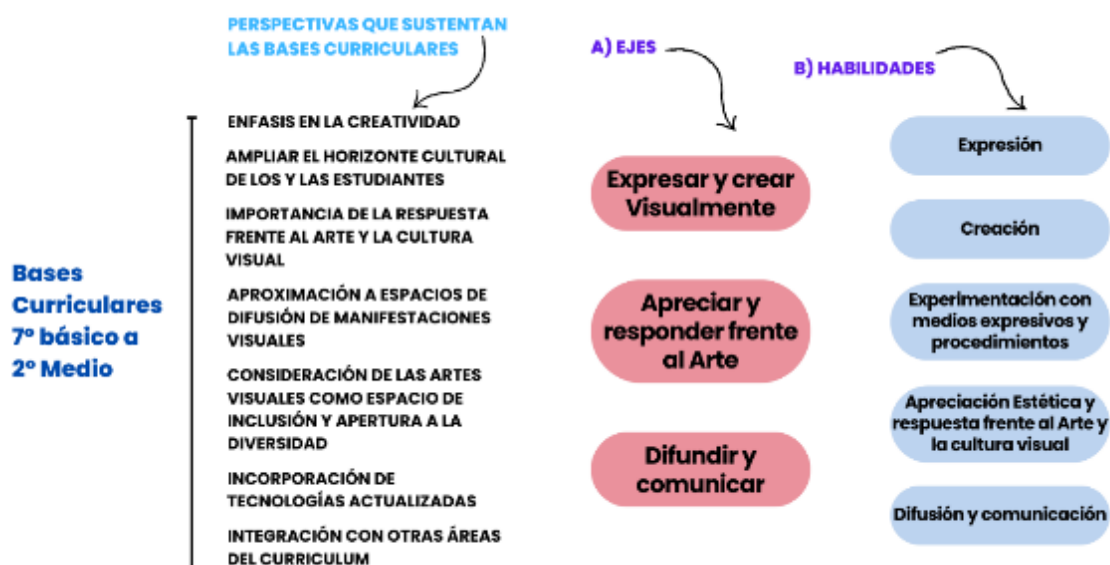 PERSPECTIVAS QUE SUSTENTAN
LAS BASES CURRICULARES
A) EJES
B) HABILIDADES
Bases
Curriculares
7° básico a
2° Medio
ENFASIS EN LA CREATIVIDAD
AMPLIAR EL HORIZONTE CULTURAL
DE LOS Y LAS ESTUDIANTES
IMPORTANCIA DE LA RESPUESTA
FRENTE AL ARTE Y LA CULTURA
VISUAL
APROXIMACIÓN A ESPACIOS DE
DIFUSIÓN DE MANIFESTACIONES
VISUALES
CONSIDERACIÓN DE LAS ARTES
VISUALES COMO ESPACIO DE
INCLUSIÓN Y APERTURA A LA
DIVERSIDAD
INCORPORACIÓN DE
TECNOLOGÍAS ACTUALIZADAS
INTEGRACIÓN CON OTRAS ÁREAS
DEL CURRICULUM
Expresar y crear
Visualmente
Apreciar y
responder frente
al Arte
Difundir y
comunicar
Expresión
Creación
Experimentación con
medios expresivos y
procedimientos
Apreciación Estética y
respuesta frente al Arte y
la cultura visual
Difusión y comunicación